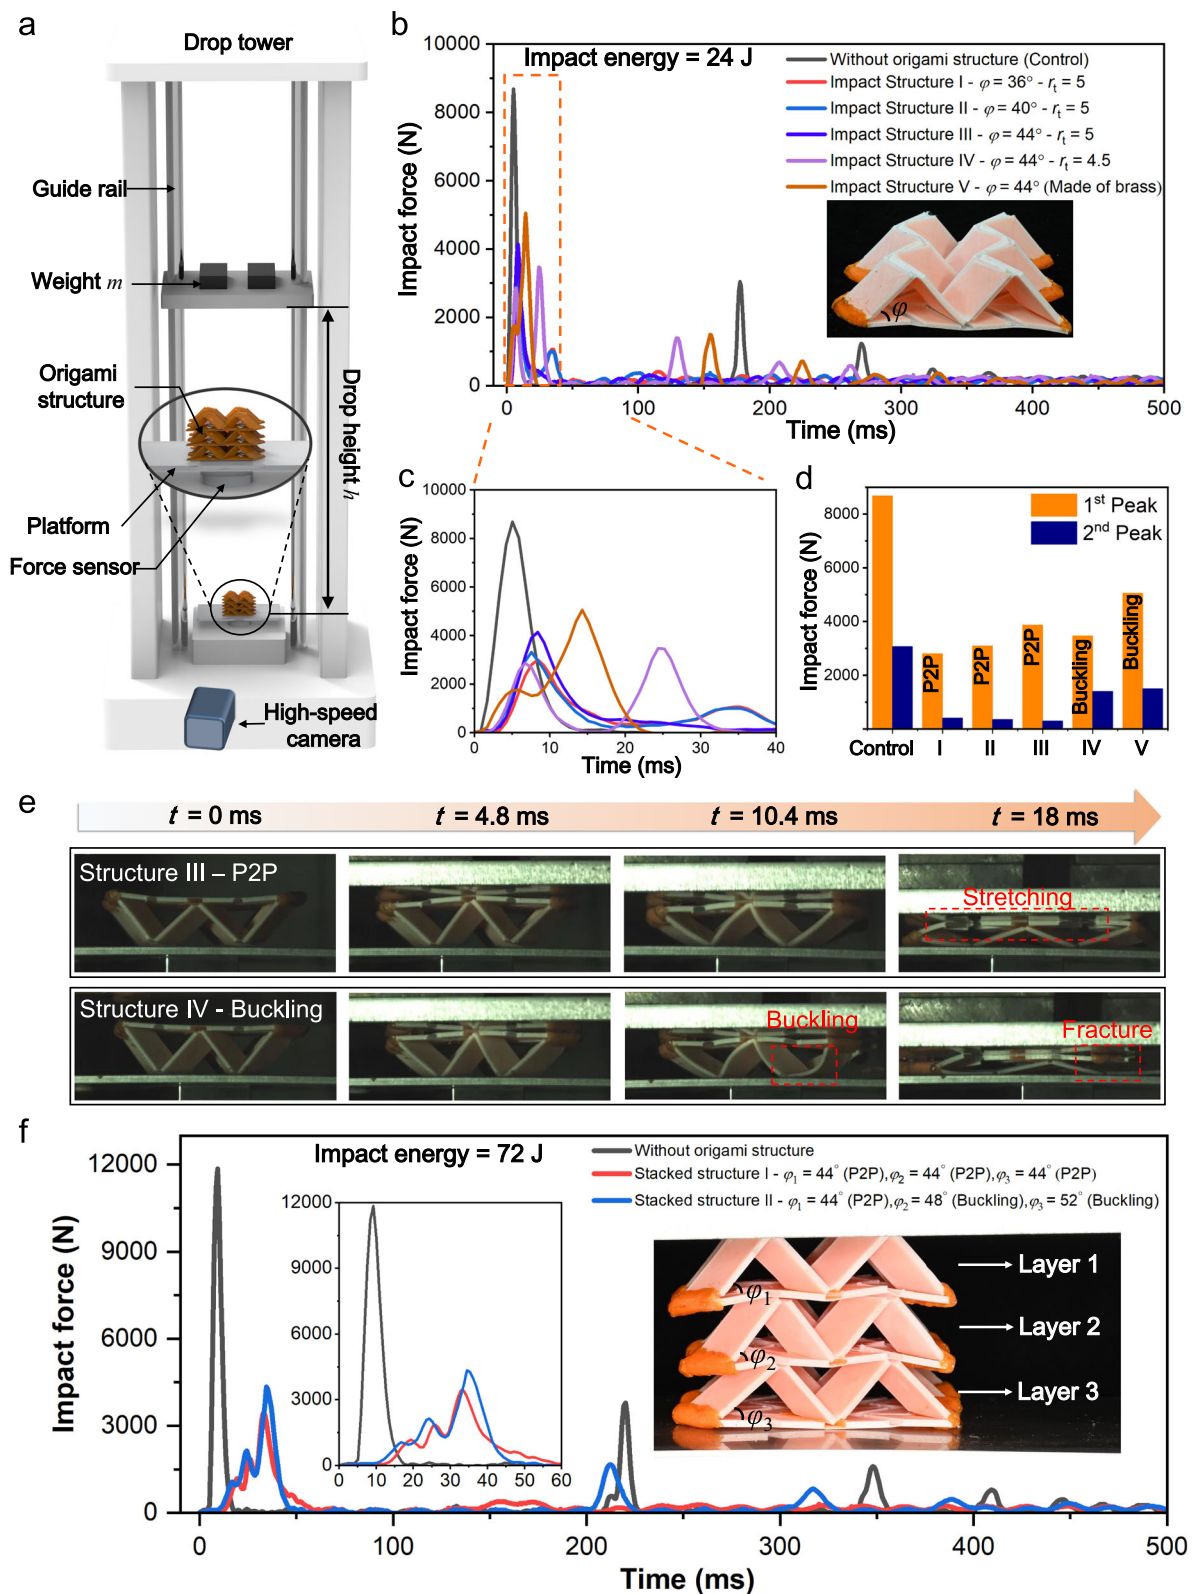 a
Drop tower
Guide rail
Weight m
Origami
structure
Drop height h
Platform
Force sensor
High-speed
camera
b
Impact energy = 24 J
Without origami structure (Control)
Impact Structure I - φ = 36° - rt = 5
Impact Structure II - φ = 40° - rt = 5
Impact Structure III - φ = 44° - rt = 5
Impact Structure IV - φ = 44° - rt = 4.5
Impact Structure V - φ = 44° (Made of brass)
φ
Impact force (N)
10000
8000
6000
4000
2000
0
0 100 200 300 400 500
Time (ms)
c
Impact force (N)
10000
8000
6000
4000
2000
0
0 10 20 30 40
Time (ms)
d
1st Peak
2nd Peak
Impact force (N)
8000
6000
4000
2000
P2P
P2P
P2P
Buckling
Buckling
Control I II III IV V
e
t = 0 ms t = 4.8 ms t = 10.4 ms t = 18 ms
Structure III – P2P
Stretching
Structure IV - Buckling
Buckling
Fracture
f
Impact energy = 72 J
Without origami structure
Stacked structure I - φ1 = 44° (P2P), φ2 = 44° (P2P), φ3 = 44° (P2P)
Stacked structure II - φ1 = 44° (P2P), φ2 = 48° (Buckling), φ3 = 52° (Buckling)
Impact force (N)
12000
9000
6000
3000
0
12000
9000
6000
3000
0
0 10 20 30 40 50 60
φ1
φ2
φ3
Layer 1
Layer 2
Layer 3
0 100 200 300 400 500
Time (ms)